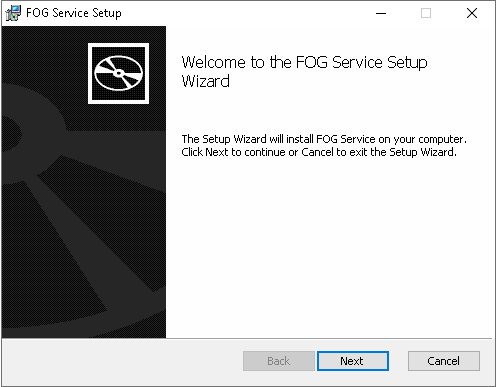 FOG Service Setup
Welcome to the FOG Service Setup
Wizard
The Setup Wizard will install FOG Service on your computer.
Click Next to continue or Cancel to exit the Setup Wizard.
Back
Next
Cancel